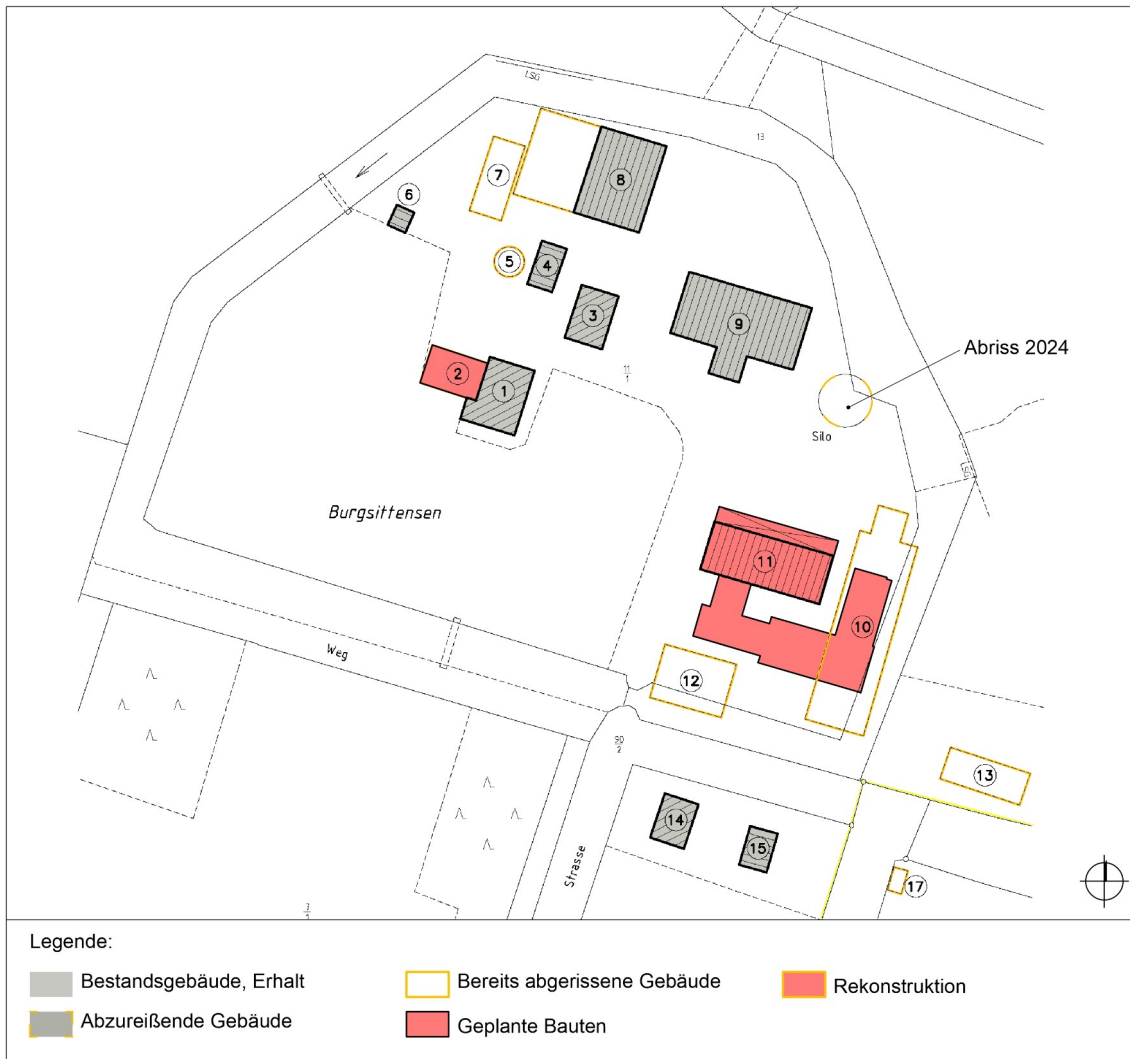 LSG
13
7
8
6
5
4
3
9
Abriss 2024
11
1
2
1
Silo
Burgsittensen
11
10
Weg
12
90
2
13
14
15
Strasse
17
Legende:
Bestandsgebäude, Erhalt
Bereits abgerissene Gebäude
Rekonstruktion
Abzureißende Gebäude
Geplante Bauten